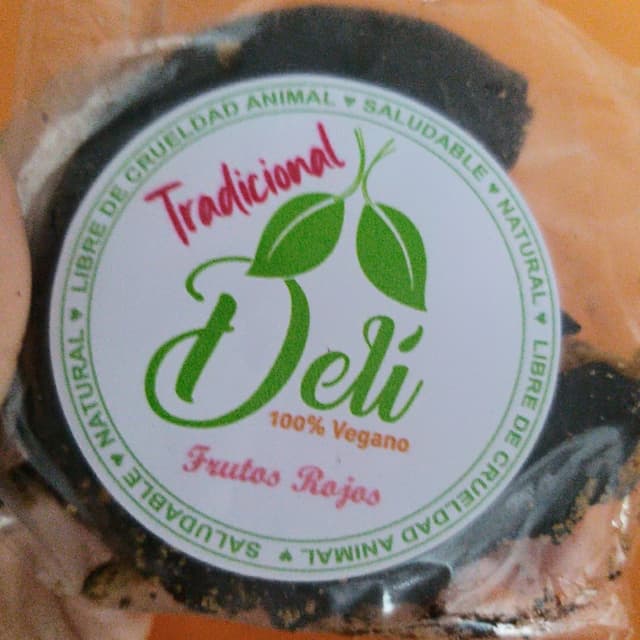 LIBRE DE CRUELDAD ANIMAL ♥ SALUDABLE ♥ NATURAL ♥ LIBRE DE CRUELDAD ANIMAL ♥ SALUDABLE ♥ NATURAL ♥
Tradicional
Delí
100% Vegano
Frutos Rojos